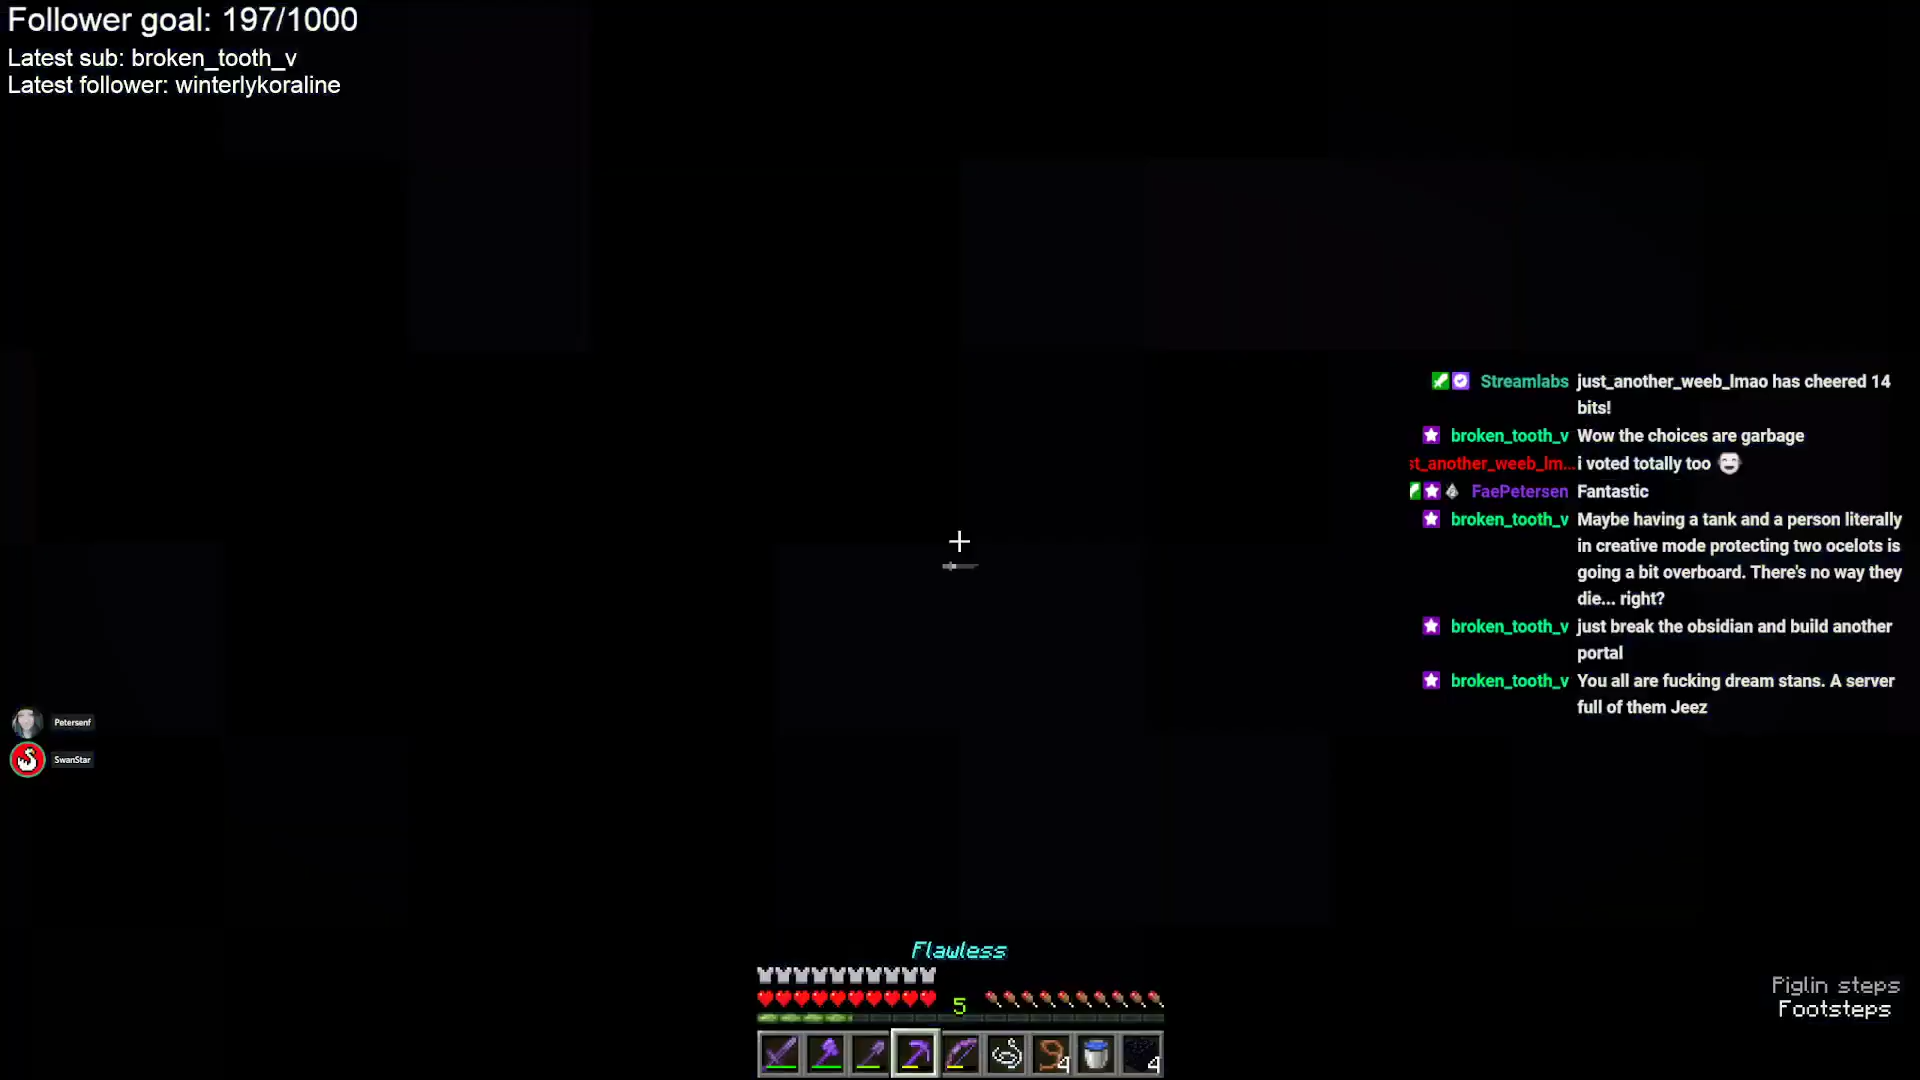 Follower goal: 197/1000
Latest sub: broken_tooth_v
Latest follower: winterlykoraline
Streamlabs just_another_weeb_lmao has cheered 14
bits!
broken_tooth_v Wow the choices are garbage
st_another_weeb_lm... i voted totally too
FaePetersen Fantastic
broken_tooth_v Maybe having a tank and a person literally
in creative mode protecting two ocelots is
going a bit overboard. There's no way they
die... right?
broken_tooth_v just break the obsidian and build another
portal
broken_tooth_v You all are fucking dream stans. A server
full of them Jeez
Petersenf
SwanStar
Flawless
5
Piglin steps
Footsteps
4
4